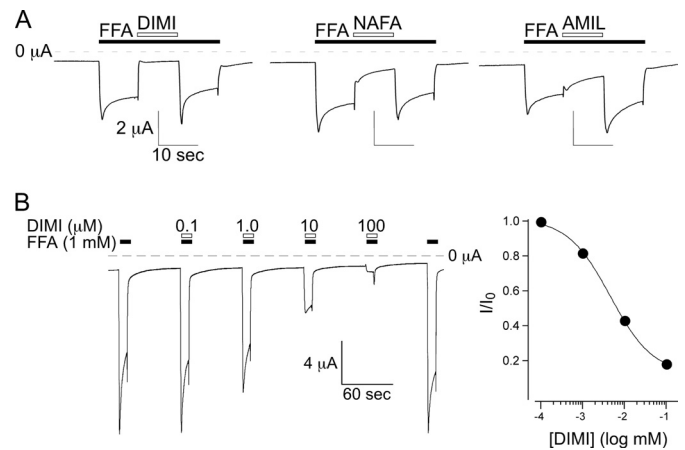 A
FFA DIMI
FFA NAFA
FFA AMIL
0 μA
2 μA
10 sec
B
DIMI (μM) 0.1 1.0 10 100
FFA (1 mM)
0 μA
4 μA
60 sec
I/I0
1.0
0.8
0.6
0.4
0.2
-4 -3 -2 -1
[DIMI] (log mM)